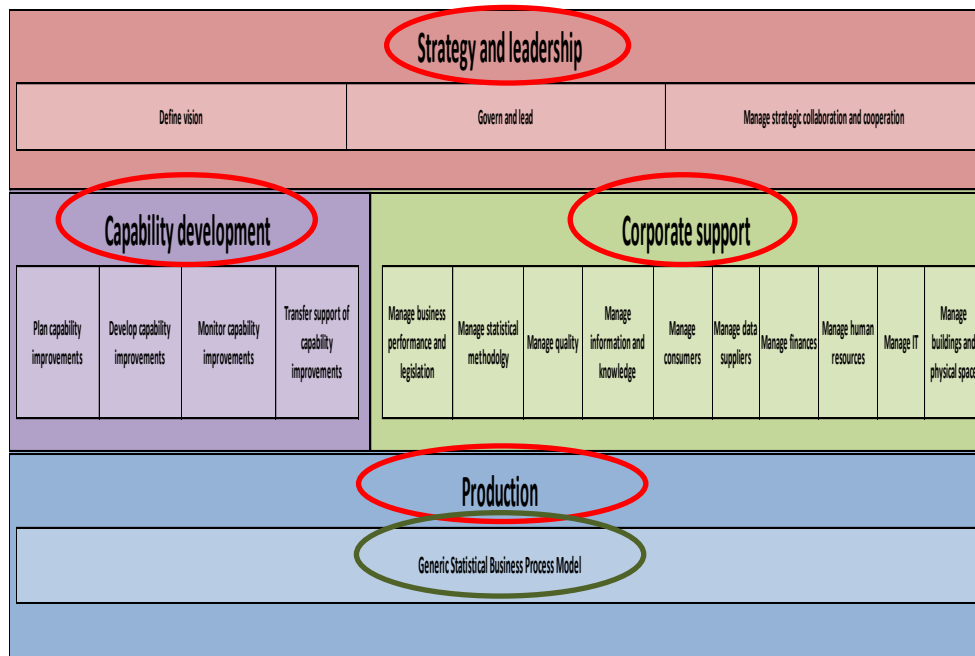 Strategy and leadership
Define vision
Govern and lead
Manage strategic collaboration and cooperation
Capability development
Plan capability
improvements
Develop capability
improvements
Monitor capability
improvements
Transfer support of
capability
improvements
Corporate support
Manage business
performance and
legislation
Manage statistical
methodolgy
Manage quality
Manage
information and
knowledge
Manage
consumers
Manage data
suppliers
Manage finances
Manage human
resources
Manage IT
Manage
buildings and
physical space
Production
Generic Statistical Business Process Model